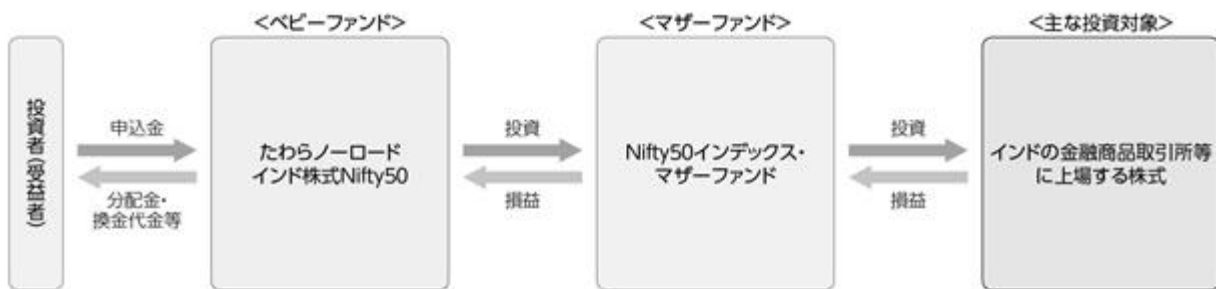 <ベビーファンド>
<マザーファンド>
<主な投資対象>
投資者(受益者)
申込金
分配金・
換金代金等
たわらノーロード
インド株式Nifty50
投資
損益
Nifty50インデックス・
マザーファンド
投資
損益
インドの金融商品取引所等
に上場する株式